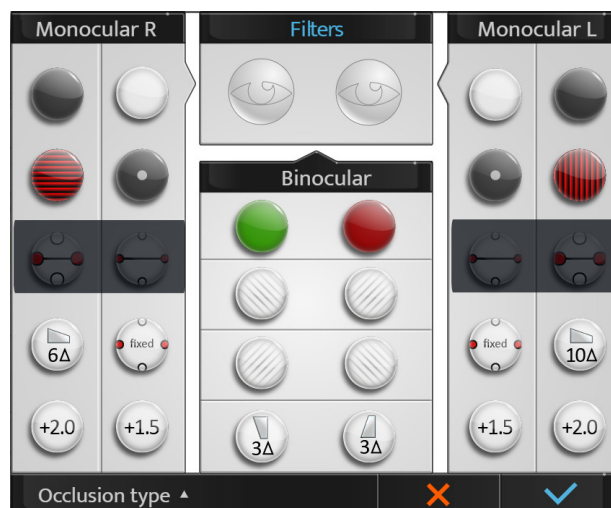 Monocular R
Filters
Monocular L
Binocular
6Δ
fixed
fixed
10Δ
+2.0
+1.5
3Δ
3Δ
+1.5
+2.0
Occlusion type